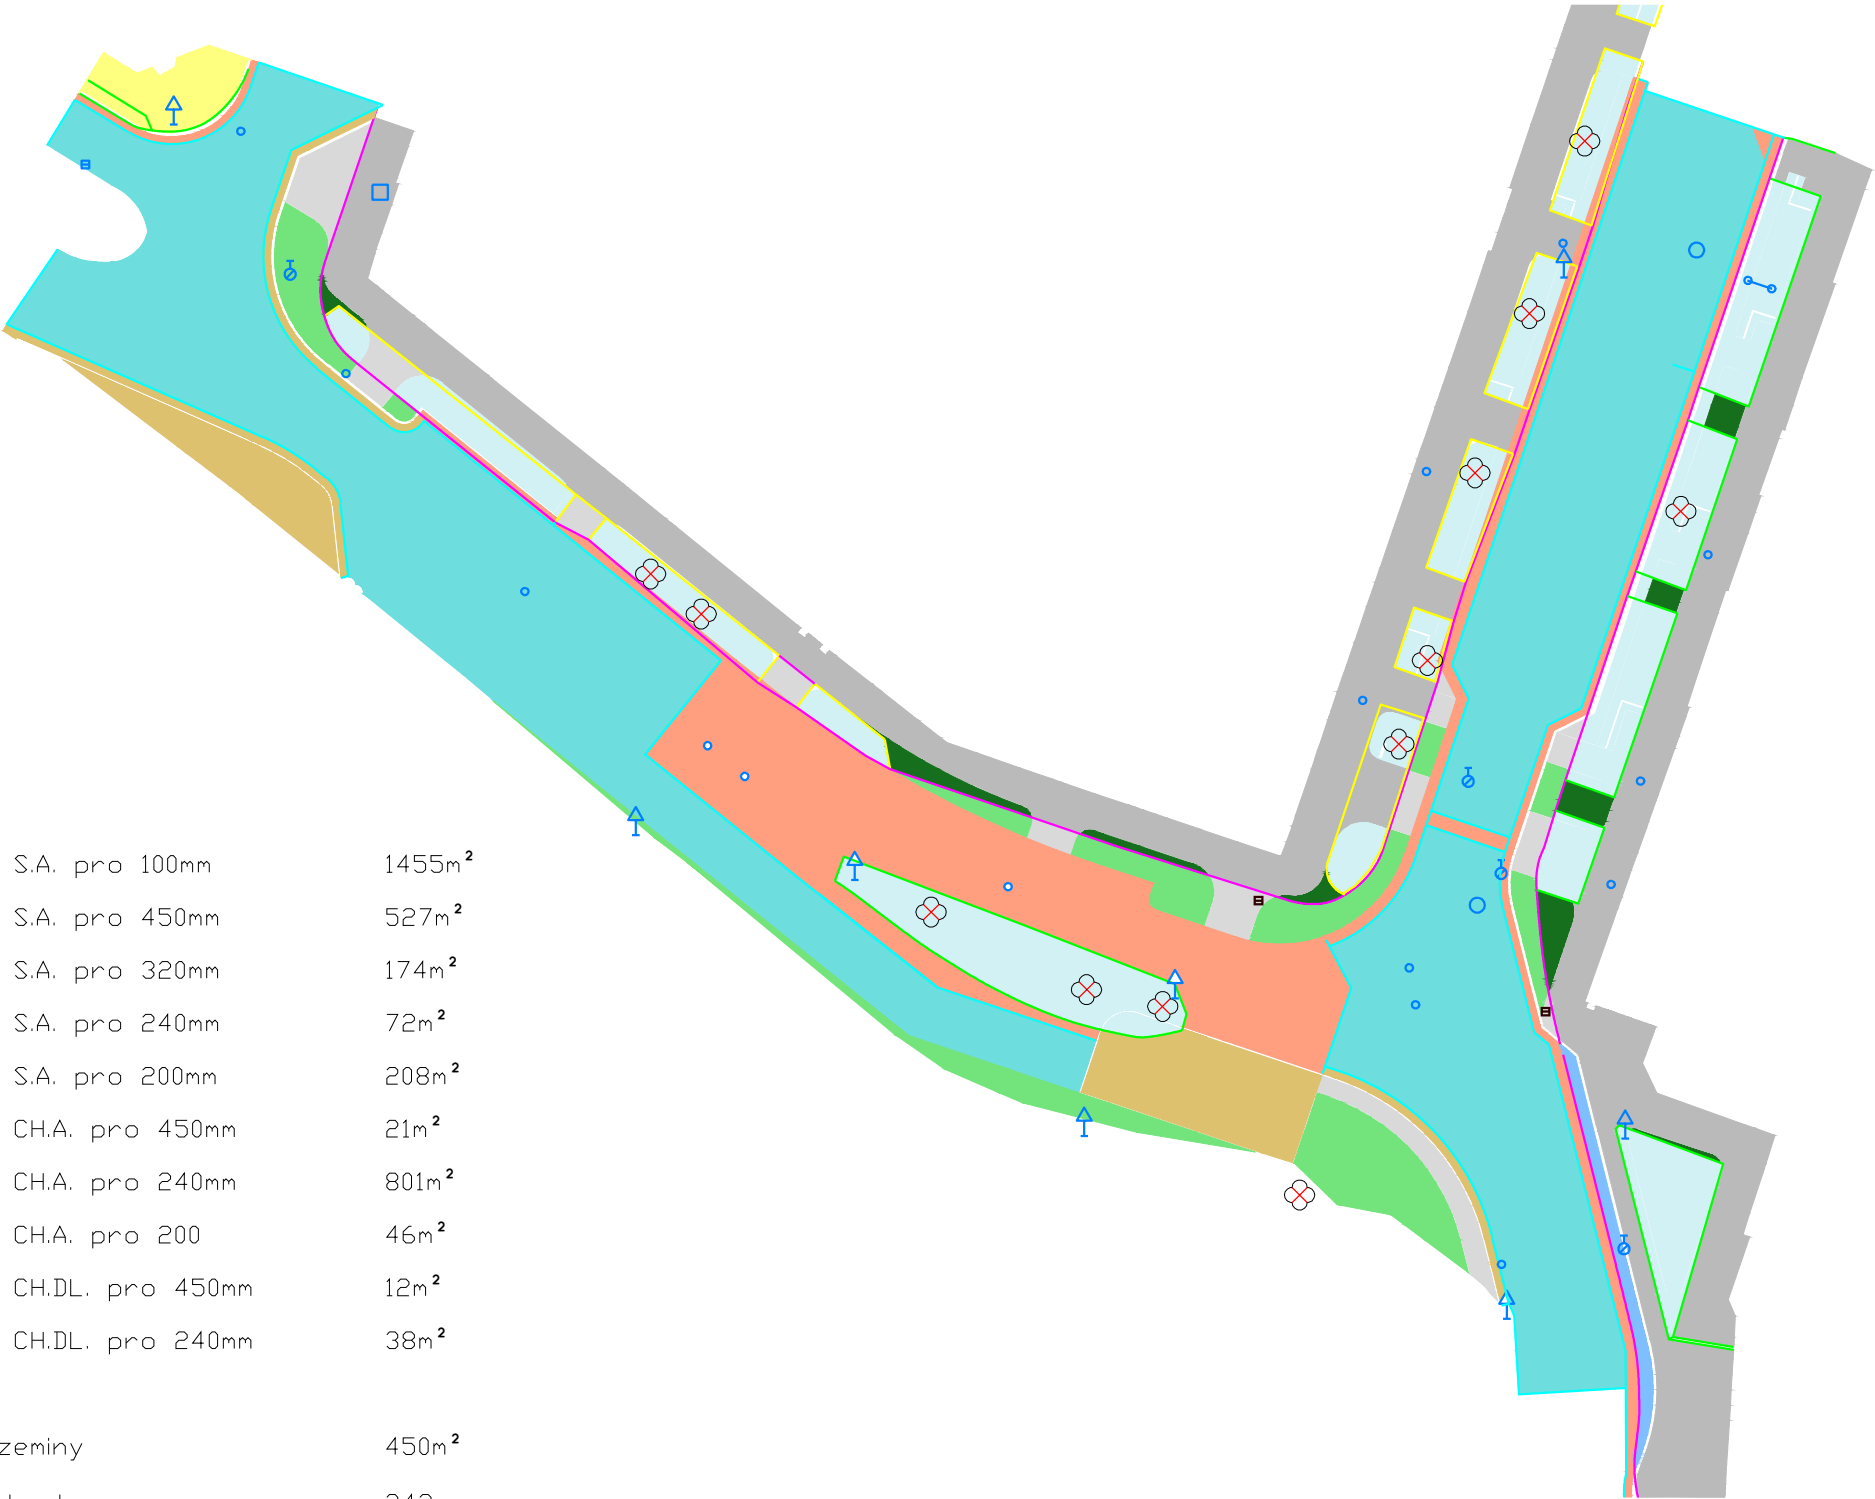 S.A. pro 100mm 1455m²
S.A. pro 450mm 527m²
S.A. pro 320mm 174m²
S.A. pro 240mm 72m²
S.A. pro 200mm 208m²
CH.A. pro 450mm 21m²
CH.A. pro 240mm 801m²
CH.A. pro 200 46m²
CH.DL. pro 450mm 12m²
CH.DL. pro 240mm 38m²
zeminy 450m²